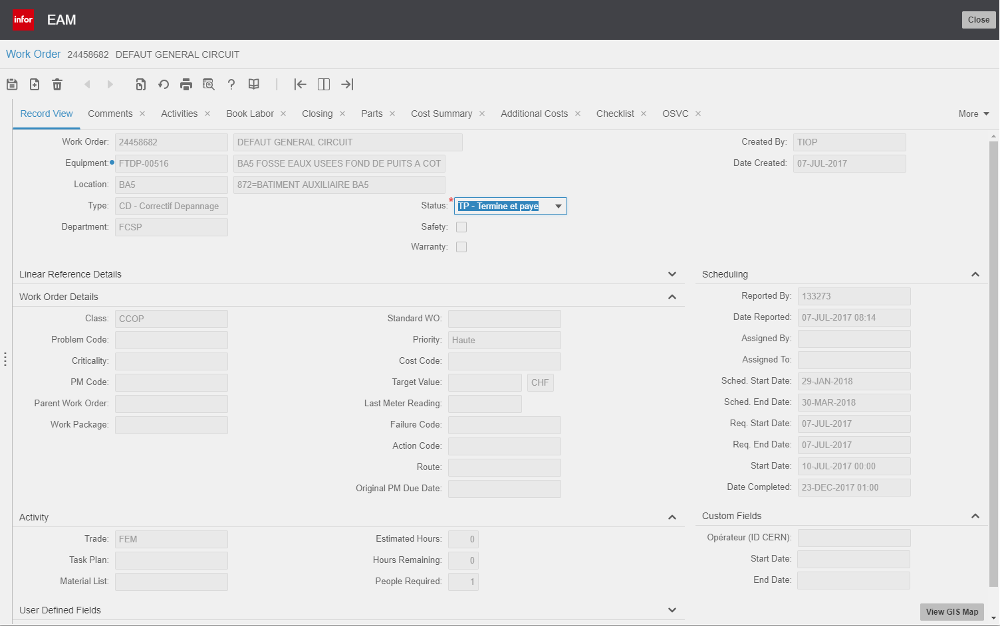 infor EAM Close
Work Order 24458682 DEFAUT GENERAL CIRCUIT
?
Record View Comments × Activities × Book Labor × Closing × Parts × Cost Summary × Additional Costs × Checklist × OSVC × More
Work Order: 24458682 DEFAUT GENERAL CIRCUIT Created By: TIOP
Equipment: FTDP-00516 BA5 FOSSE EAUX USEES FOND DE PUITS A COT Date Created: 07-JUL-2017
Location: BA5 872=BATIMENT AUXILIAIRE BA5
Type: CD - Correctif Depannage Status: * TP - Termine et paye
Department: FCSP Safety:
Warranty:
Linear Reference Details Scheduling
Work Order Details Reported By: 133273
Class: CCOP Standard WO: Date Reported: 07-JUL-2017 08:14
Problem Code: Priority: Haute Assigned By:
Criticality: Cost Code: Assigned To:
PM Code: Target Value: CHF Sched. Start Date: 29-JAN-2018
Parent Work Order: Last Meter Reading: Sched. End Date: 30-MAR-2018
Work Package: Failure Code: Req. Start Date: 07-JUL-2017
Action Code: Req. End Date: 07-JUL-2017
Route: Start Date: 10-JUL-2017 00:00
Original PM Due Date: Date Completed: 23-DEC-2017 01:00
Activity Custom Fields
Trade: FEM Estimated Hours: 0 Opérateur (ID CERN):
Task Plan: Hours Remaining: 0 Start Date:
Material List: People Required: 1 End Date:
User Defined Fields View GIS Map